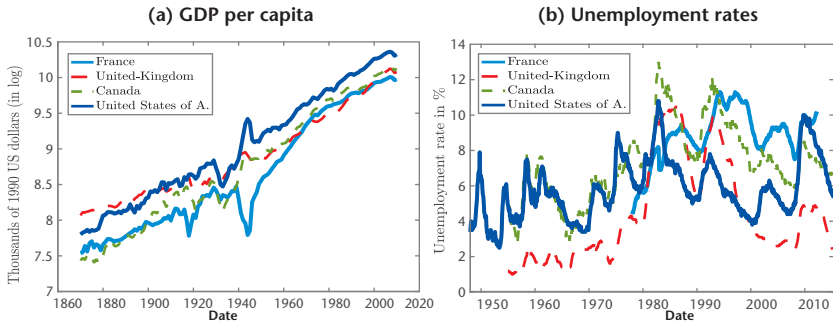 (a) GDP per capita
Thousands of 1990 US dollars (in log)
10.5
10
9.5
9
8.5
8
7.5
7
France
United-Kingdom
Canada
United States of A.
1860 1880 1900 1920 1940 1960 1980 2000 2020
Date
(b) Unemployment rates
Unemployment rate in %
14
12
10
8
6
4
2
0
France
United-Kingdom
Canada
United States of A.
1950 1960 1970 1980 1990 2000 2010
Date